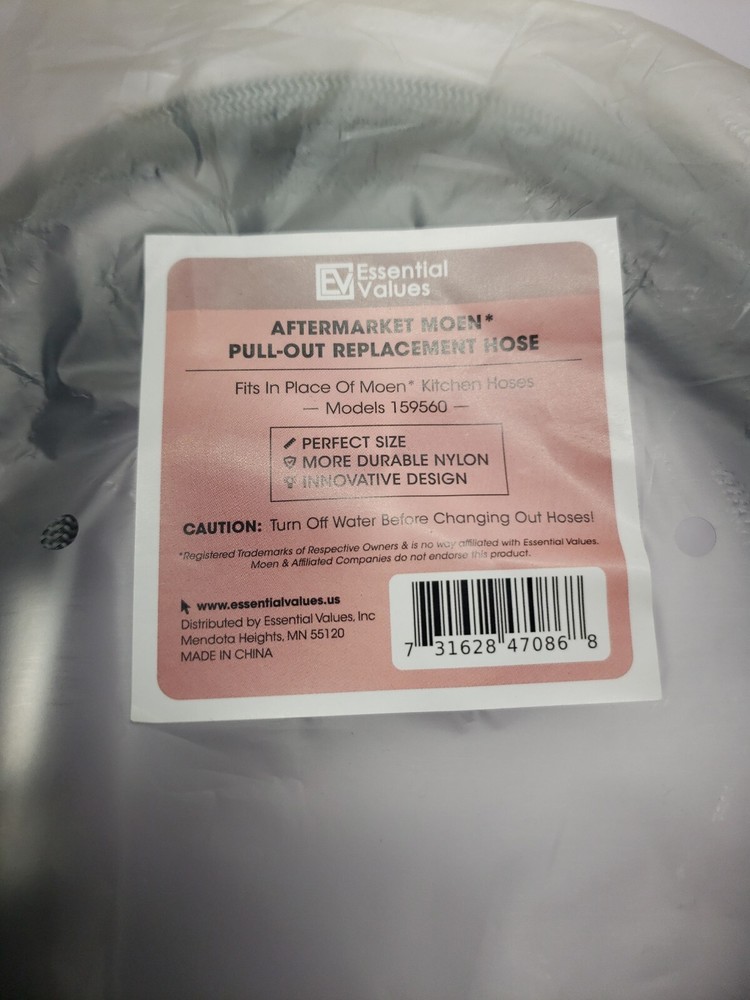 EV Essential
Values
AFTERMARKET MOEN*
PULL-OUT REPLACEMENT HOSE
Fits In Place Of Moen* Kitchen Hoses
— Models 159560 —
PERFECT SIZE
MORE DURABLE NYLON
INNOVATIVE DESIGN
CAUTION: Turn Off Water Before Changing Out Hoses!
*Registered Trademarks of Respective Owners & is no way affiliated with Essential Values.
Moen & Affiliated Companies do not endorse this product.
www.essentialvalues.us
Distributed by Essential Values, Inc
Mendota Heights, MN 55120
MADE IN CHINA
7 31628 47086 8